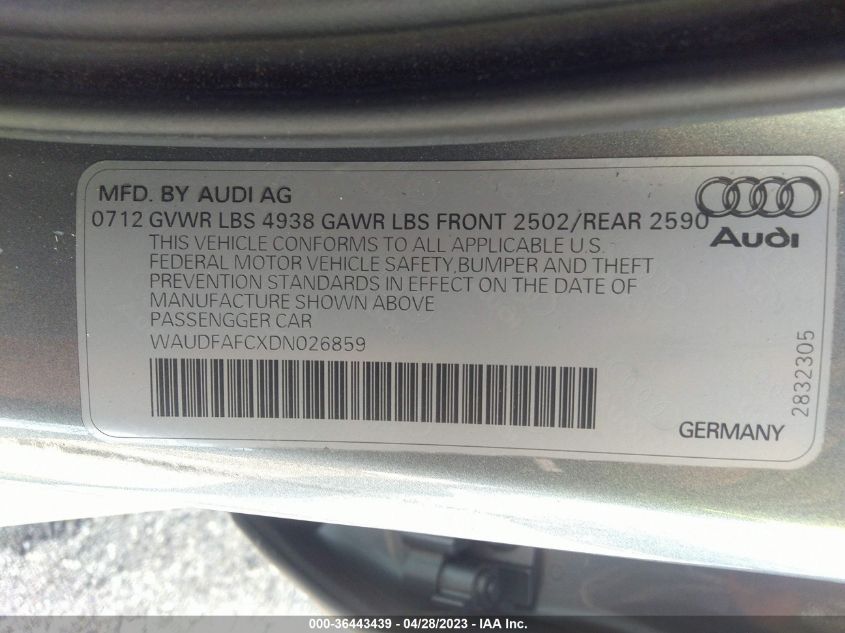 MFD. BY AUDI AG
0712 GVWR LBS 4938 GAWR LBS FRONT 2502/REAR 2590
Audi
THIS VEHICLE CONFORMS TO ALL APPLICABLE U.S.
FEDERAL MOTOR VEHICLE SAFETY,BUMPER AND THEFT
PREVENTION STANDARDS IN EFFECT ON THE DATE OF
MANUFACTURE SHOWN ABOVE
PASSENGGER CAR
WAUDFAFCXDN026859
GERMANY
2832305
000-36443439 - 04/28/2023 - IAA Inc.